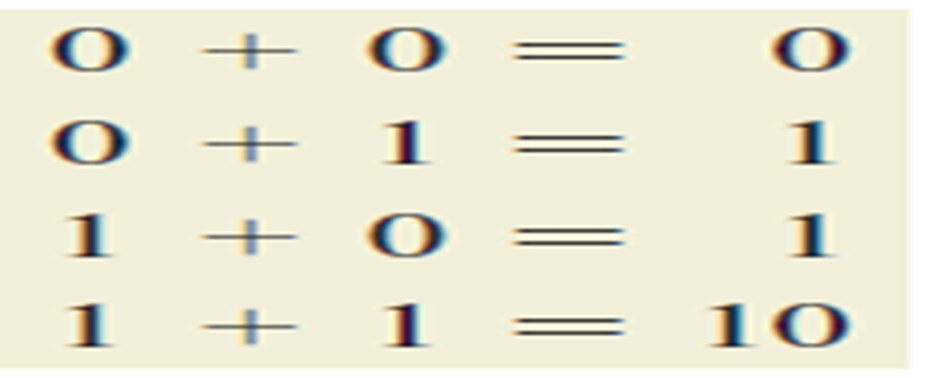 0 + 0 = 0
0 + 1 = 1
1 + 0 = 1
1 + 1 = 10